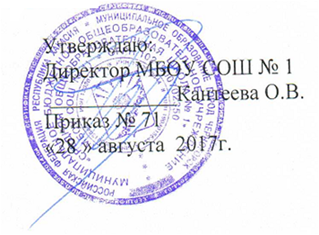 Утверждаю:
Директор МБОУ СОШ № 1
Кантеева О.В.
Приказ № 71
«28 » августа 2017г.